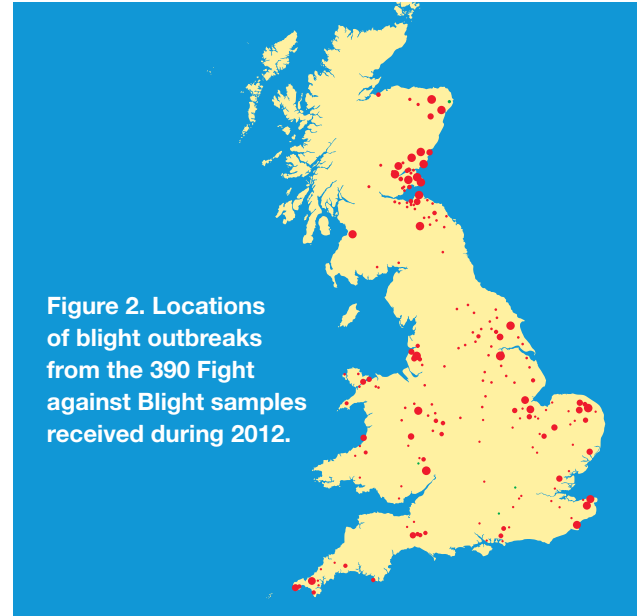 Figure 2. Locations
of blight outbreaks
from the 390 Fight
against Blight samples
received during 2012.